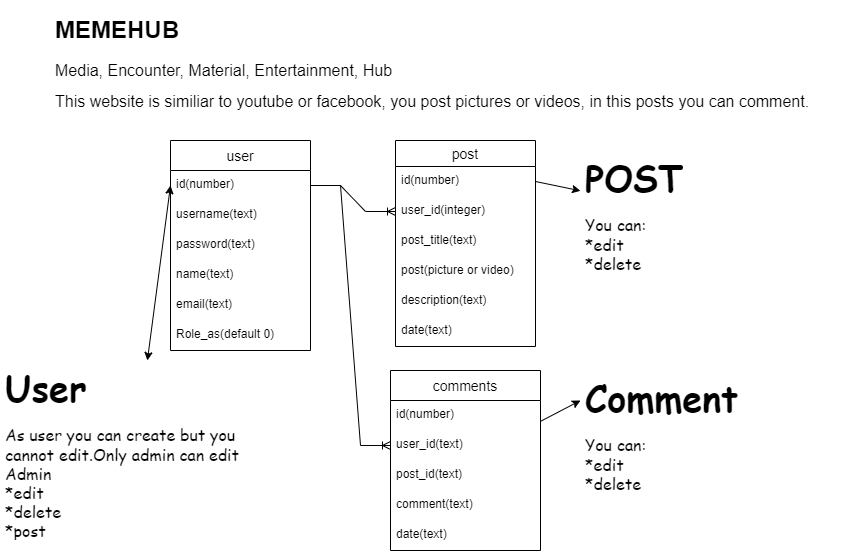 MEMEHUB
Media, Encounter, Material, Entertainment, Hub
This website is similiar to youtube or facebook, you post pictures or videos, in this posts you can comment.
user
id(number)
username(text)
password(text)
name(text)
email(text)
Role_as(default 0)
post
id(number)
user_id(integer)
post_title(text)
post(picture or video)
description(text)
date(text)
POST
You can:
*edit
*delete
User
As user you can create but you
cannot edit.Only admin can edit
Admin
*edit
*delete
*post
comments
id(number)
user_id(text)
post_id(text)
comment(text)
date(text)
Comment
You can:
*edit
*delete